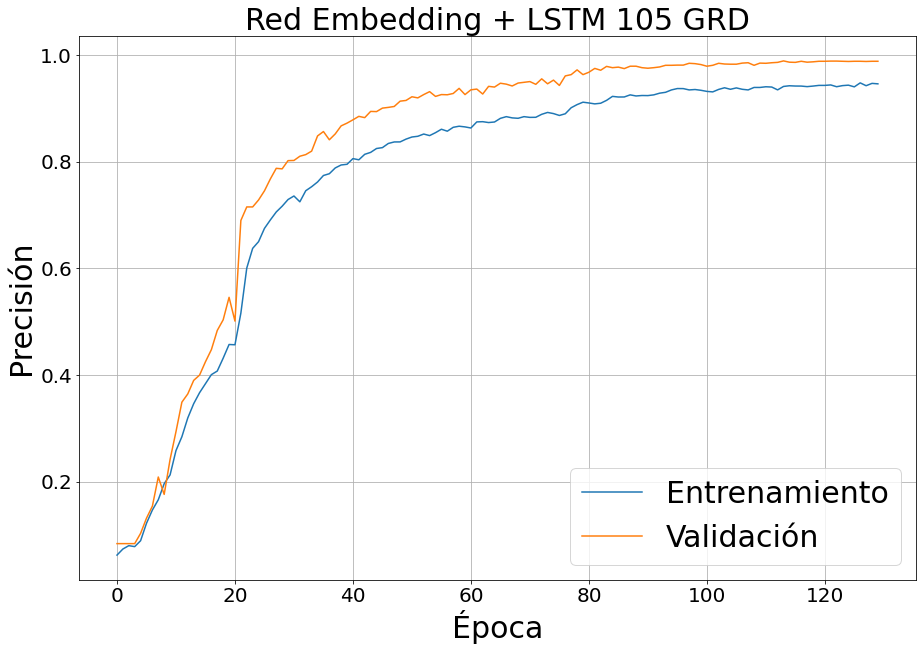 Red Embedding + LSTM 105 GRD
Precisión
1.0
0.8
0.6
0.4
0.2
0 20 40 60 80 100 120
Época
Entrenamiento
Validación